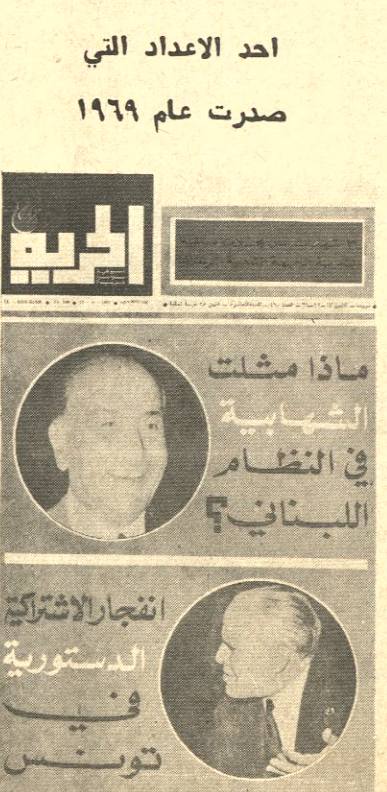 احد الاعداد التي
صدرت عام ١٩٦٩
الحرية
ماذا مثلت
الشهابية
في النظام
اللبناني؟
انفجار الاشتراكية
الدستورية
في
تونس